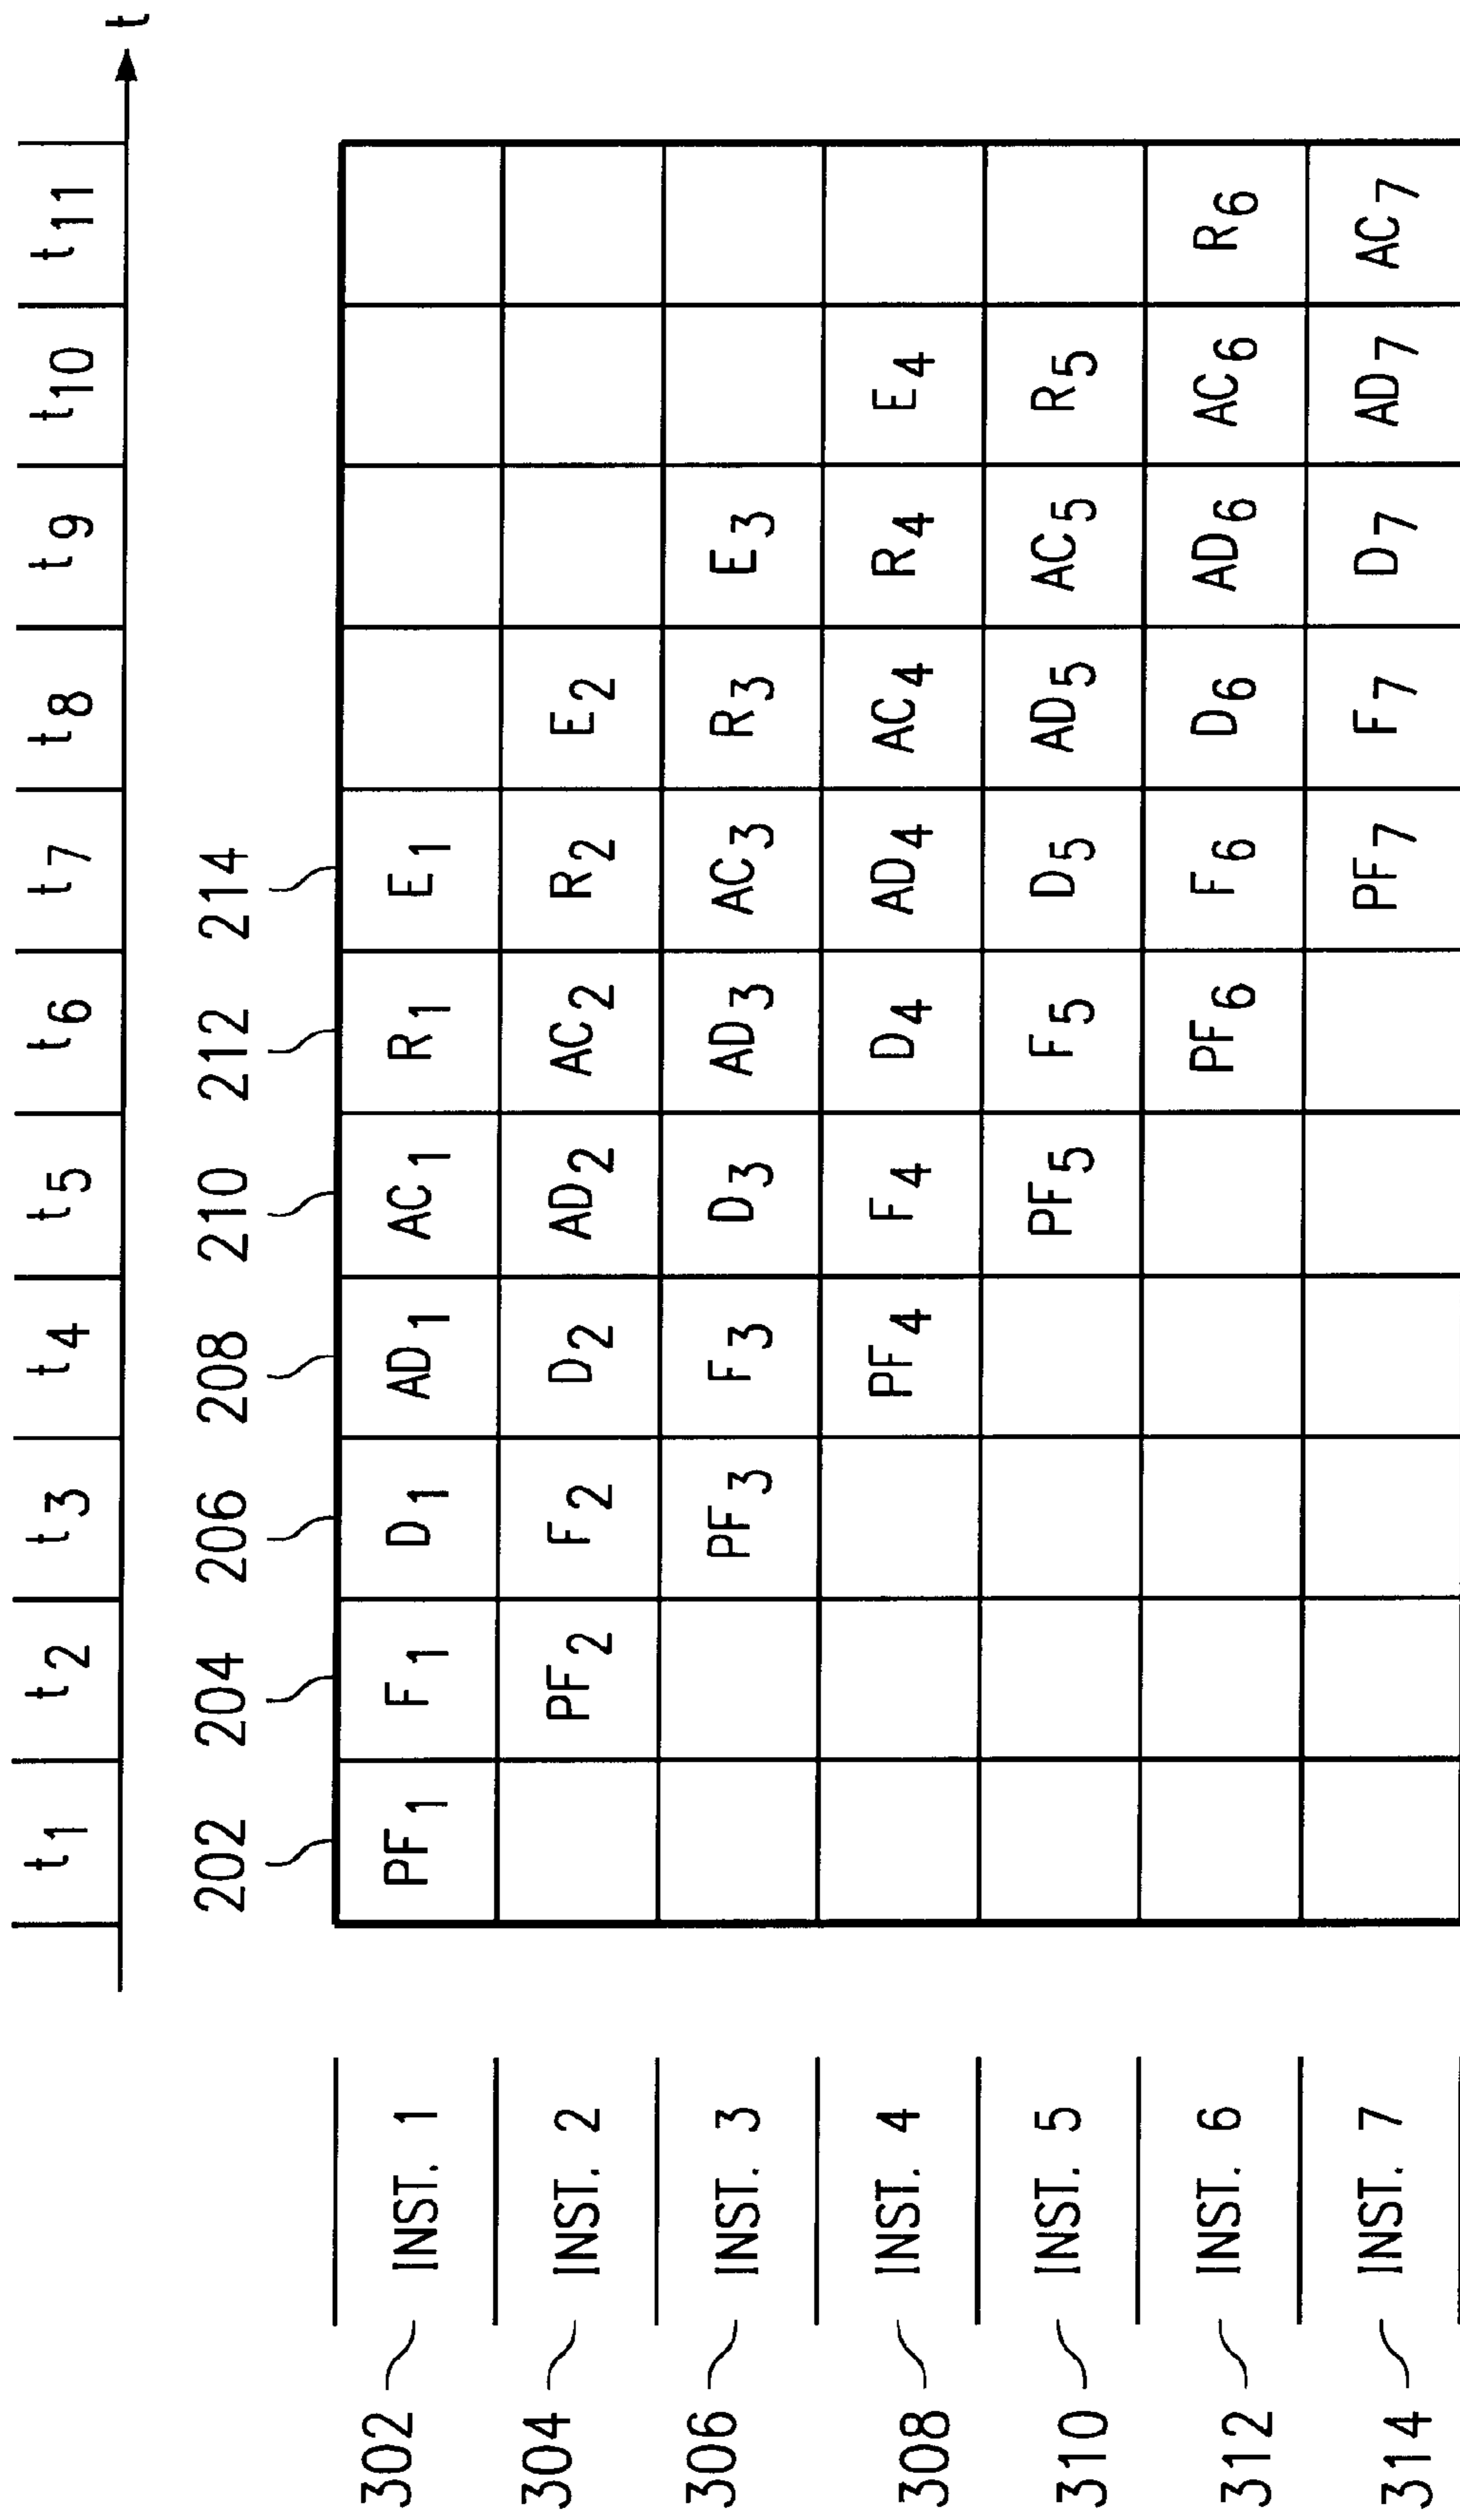 t1 t2 t3 t4 t5 t6 t7 t8 t9 t10 t11 t
202 204 206 208 210 212 214
302 INST. 1 PF1 F1 D1 AD1 AC1 R1 E1
304 INST. 2 PF2 F2 D2 AD2 AC2 R2 E2
306 INST. 3 PF3 F3 D3 AD3 AC3 R3 E3
308 INST. 4 PF4 F4 D4 AD4 AC4 R4 E4
310 INST. 5 PF5 F5 D5 AD5 AC5 R5
312 INST. 6 PF6 F6 D6 AD6 AC6 R6
314 INST. 7 PF7 F7 D7 AD7 AC7